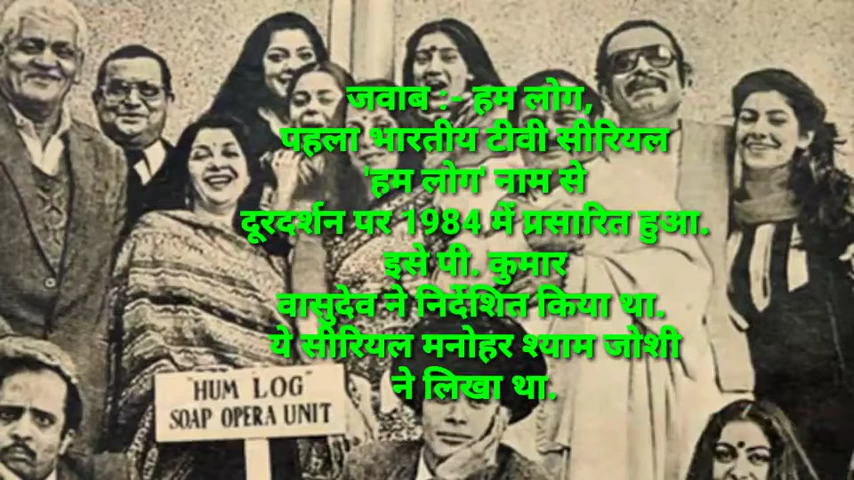 जवाब :- हम लोग,
पहला भारतीय टीवी सीरियल
'हम लोग' नाम से
दूरदर्शन पर 1984 में प्रसारित हुआ.
इसे पी. कुमार
वासुदेव ने निर्देशित किया था.
ये सीरियल मनोहर श्याम जोशी
ने लिखा था.
"HUM LOG"
SOAP OPERA UNIT